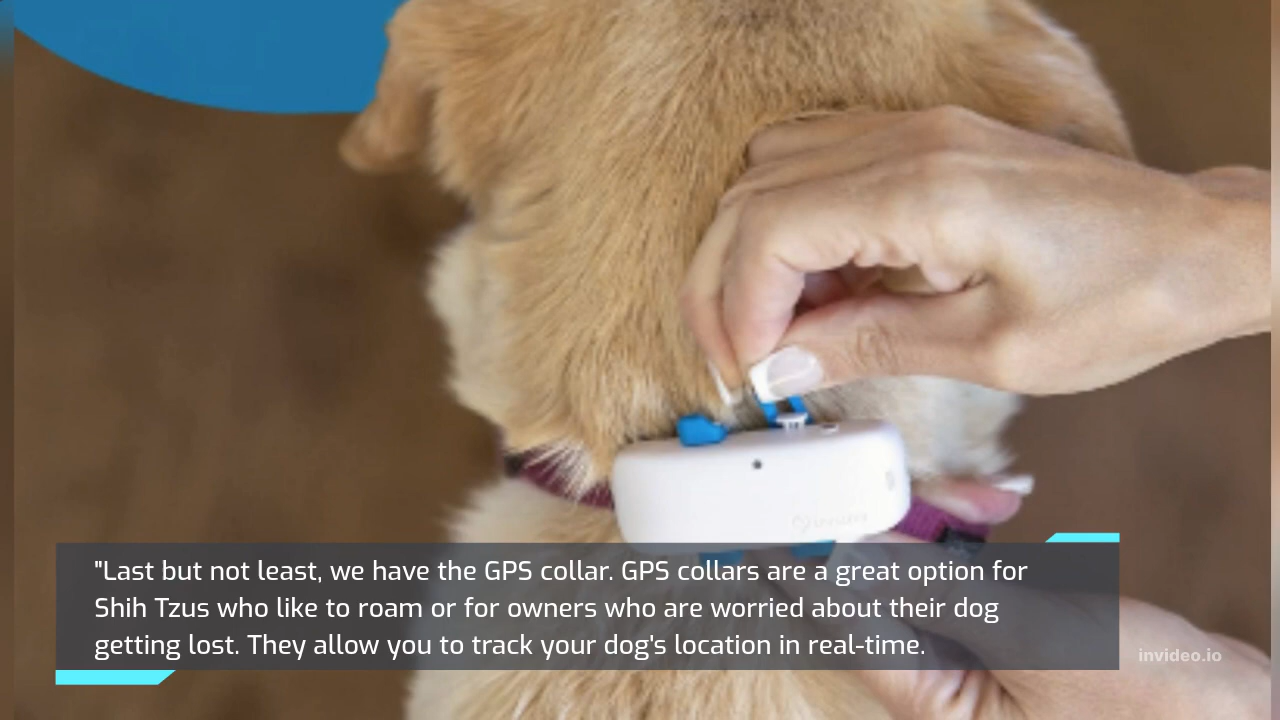 "Last but not least, we have the GPS collar. GPS collars are a great option for
Shih Tzus who like to roam or for owners who are worried about their dog
getting lost. They allow you to track your dog's location in real-time.
invideo.io